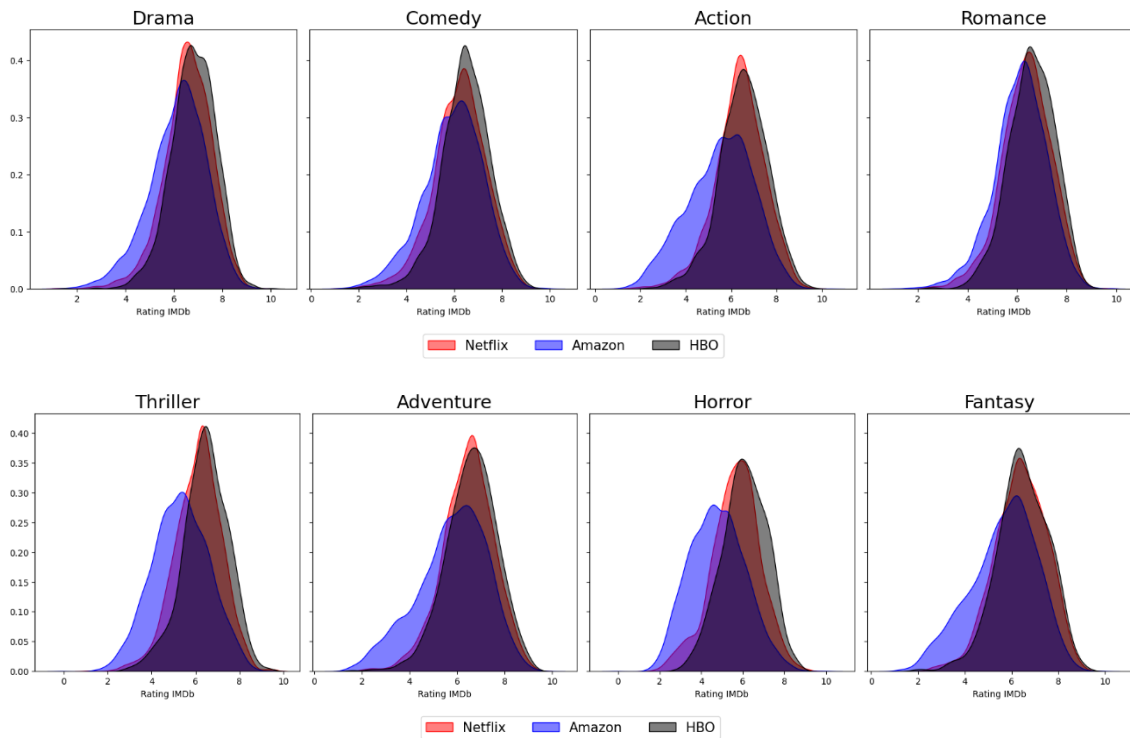 Drama Comedy Action Romance
0.4
0.3
0.2
0.1
0.0
2 4 6 8 10 0 2 4 6 8 10 0 2 4 6 8 10 2 4 6 8 10
Rating IMDb Rating IMDb Rating IMDb Rating IMDb
Netflix Amazon HBO
Thriller Adventure Horror Fantasy
0.40
0.35
0.30
0.25
0.20
0.15
0.10
0.05
0.00
0 2 4 6 8 10 0 2 4 6 8 10 0 2 4 6 8 10 0 2 4 6 8 10
Rating IMDb Rating IMDb Rating IMDb Rating IMDb
Netflix Amazon HBO